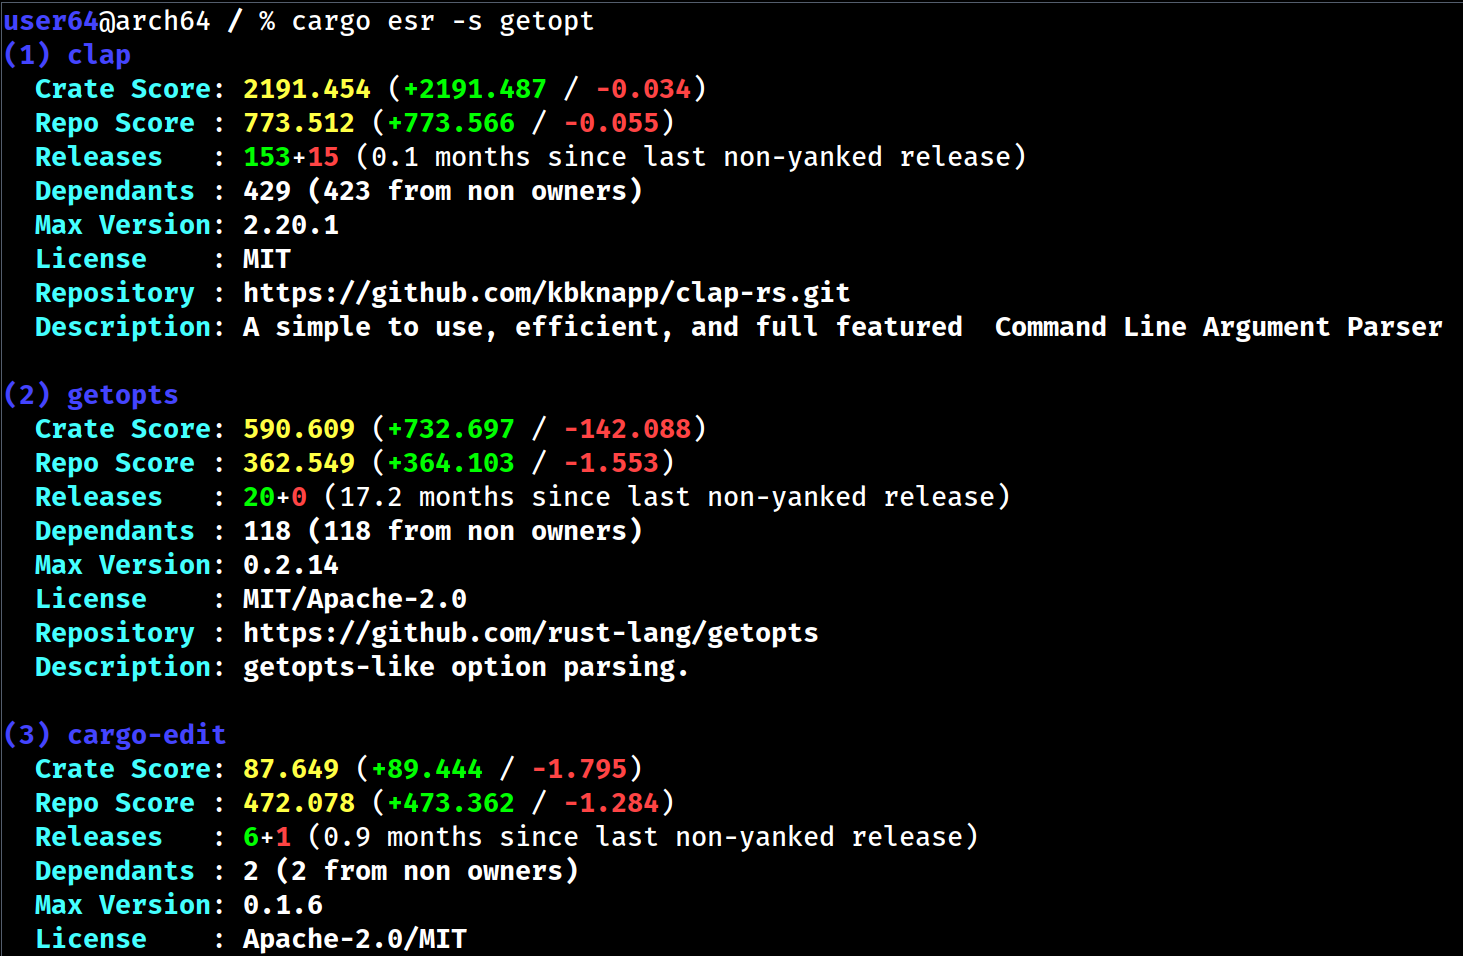 user64@arch64 / % cargo esr -s getopt
(1) clap
  Crate Score: 2191.454 (+2191.487 / -0.034)
  Repo Score : 773.512 (+773.566 / -0.055)
  Releases   : 153+15 (0.1 months since last non-yanked release)
  Dependants : 429 (423 from non owners)
  Max Version: 2.20.1
  License    : MIT
  Repository : https://github.com/kbknapp/clap-rs.git
  Description: A simple to use, efficient, and full featured  Command Line Argument Parser

(2) getopts
  Crate Score: 590.609 (+732.697 / -142.088)
  Repo Score : 362.549 (+364.103 / -1.553)
  Releases   : 20+0 (17.2 months since last non-yanked release)
  Dependants : 118 (118 from non owners)
  Max Version: 0.2.14
  License    : MIT/Apache-2.0
  Repository : https://github.com/rust-lang/getopts
  Description: getopts-like option parsing.

(3) cargo-edit
  Crate Score: 87.649 (+89.444 / -1.795)
  Repo Score : 472.078 (+473.362 / -1.284)
  Releases   : 6+1 (0.9 months since last non-yanked release)
  Dependants : 2 (2 from non owners)
  Max Version: 0.1.6
  License    : Apache-2.0/MIT